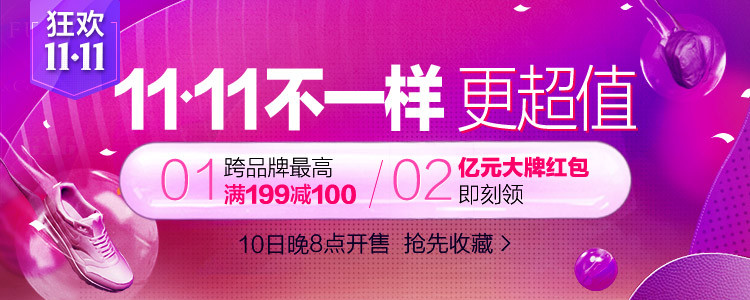 狂欢
11·11
11·11不一样 更超值
01 跨品牌最高
满199减100
/ 02 亿元大牌红包
即刻领
10日晚8点开售 抢先收藏 >